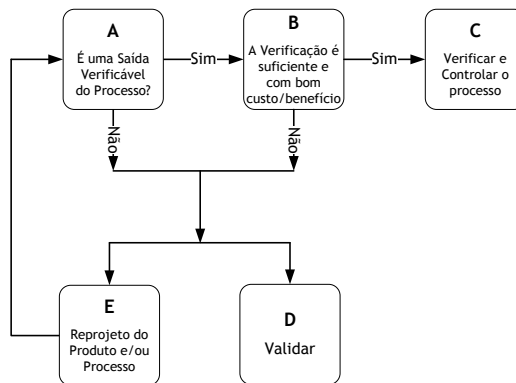 A
É uma Saída
Verificável
do Processo?
Sim
B
A Verificação é
suficiente e
com bom
custo/benefício
Sim
C
Verificar e
Controlar o
processo
Não
Não
E
Reprojeto do
Produto e/ou
Processo
D
Validar